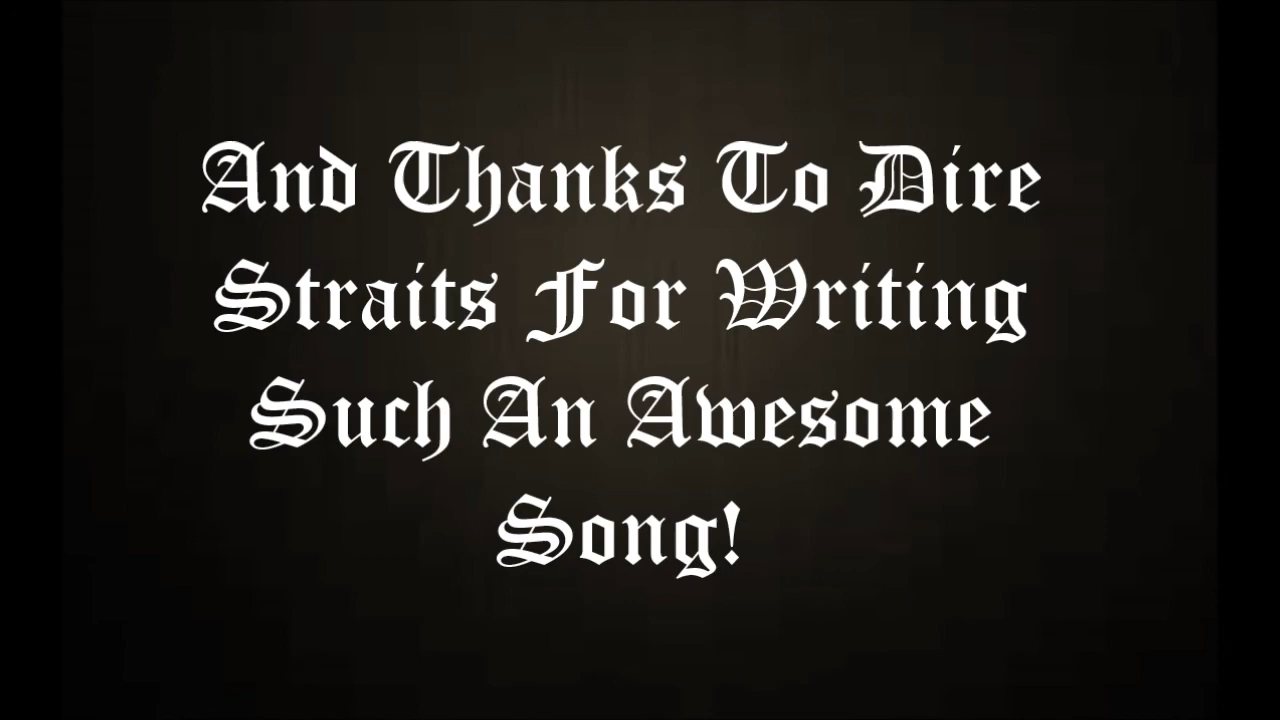 And Thanks To Dire
Straits For Writing
Such An Awesome
Song!